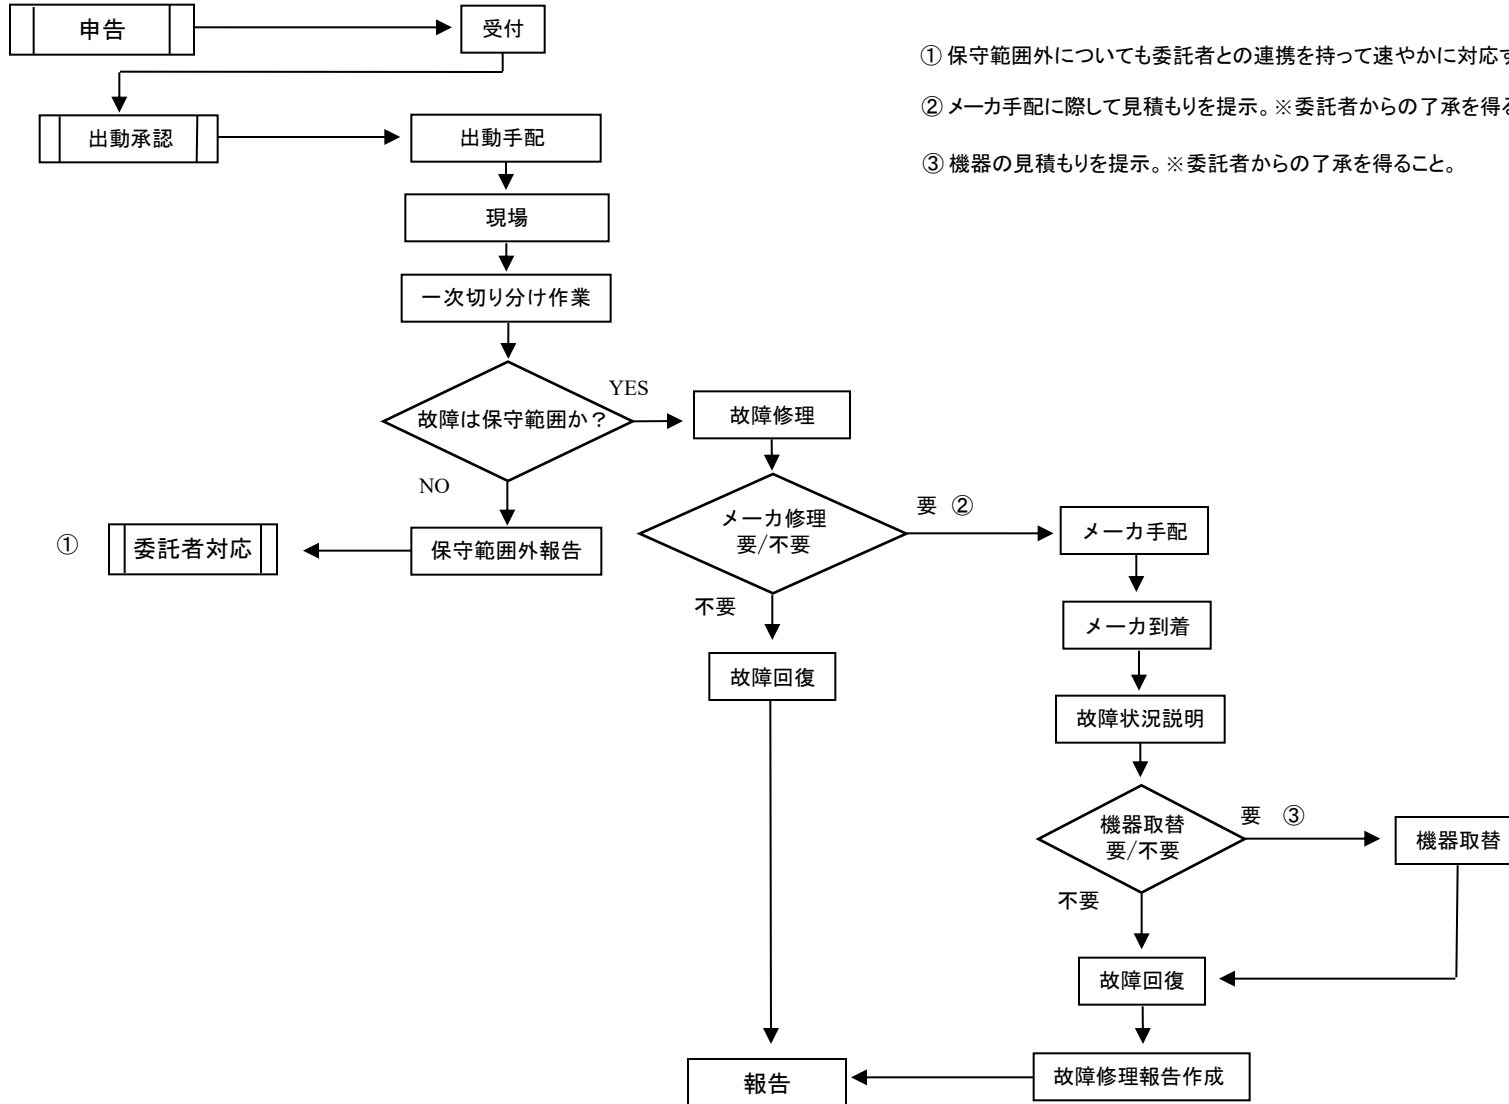 申告
受付
① 保守範囲外についても委託者との連携を持って速やかに対応す
② メーカ手配に際して見積もりを提示。※委託者からの了承を得る
出動承認
出動手配
③ 機器の見積もりを提示。※委託者からの了承を得ること。
現場
一次切り分け作業
故障は保守範囲か？
YES
故障修理
NO
メーカ修理
要/不要
要 ②
メーカ手配
①
委託者対応
保守範囲外報告
不要
メーカ到着
故障回復
故障状況説明
機器取替
要/不要
要 ③
機器取替
不要
故障回復
故障修理報告作成
報告